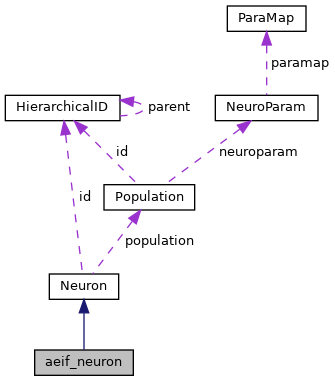 ParaMap
paramap
HierarchicalID
parent
NeuroParam
id
neuroparam
id
Population
population
Neuron
aeif_neuron